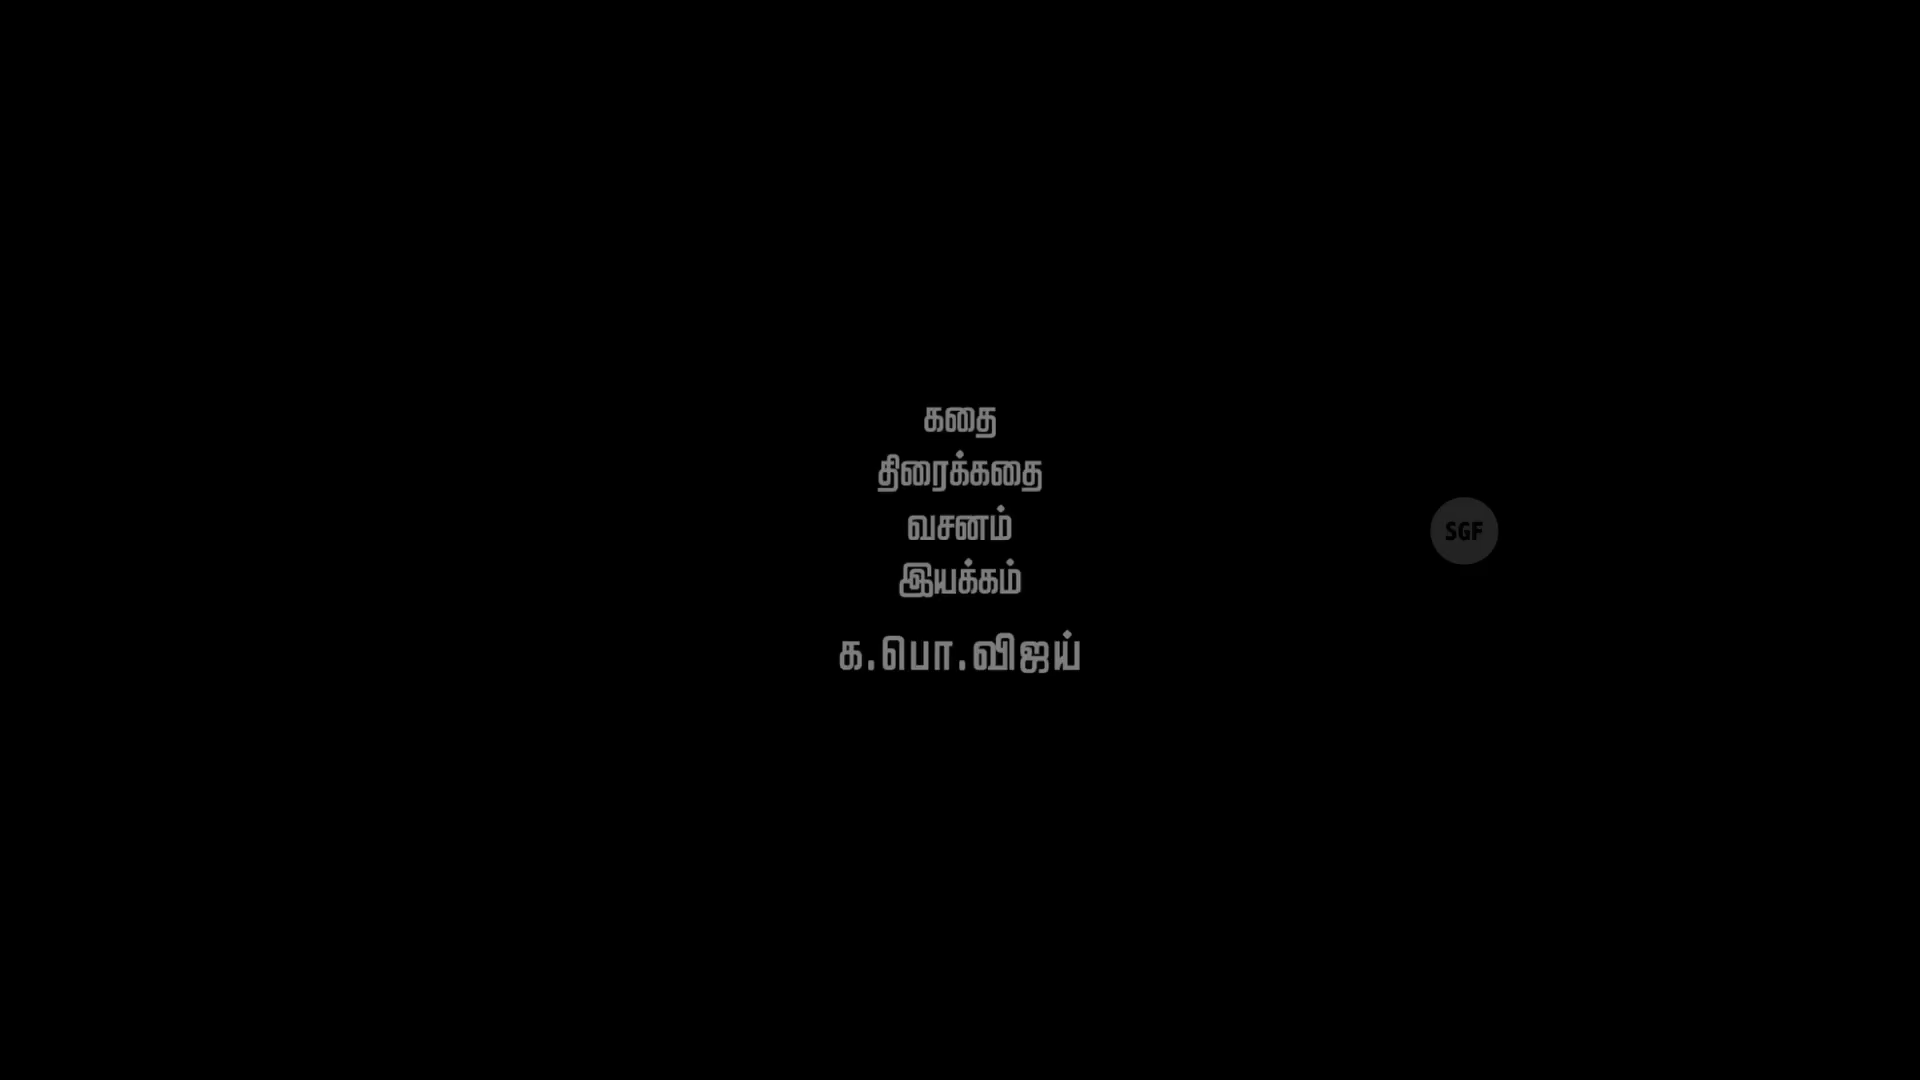 கதை
திரைக்கதை
வசனம்
இயக்கம்
க.பொ.விஜய்
SGF